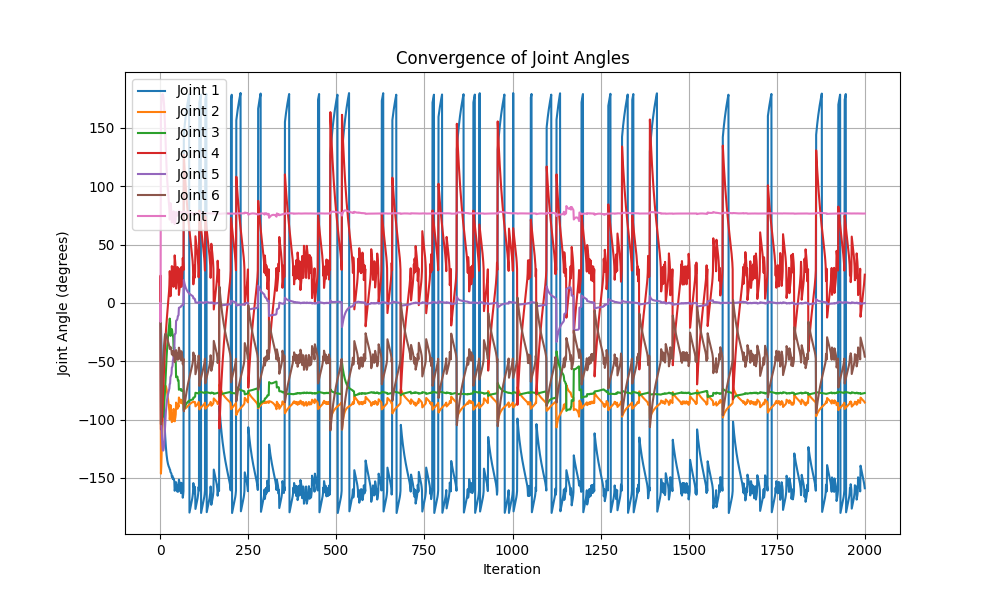 Convergence of Joint Angles
Joint 1
Joint 2
Joint 3
Joint 4
Joint 5
Joint 6
Joint 7
150
100
50
0
−50
−100
−150
Joint Angle (degrees)
0 250 500 750 1000 1250 1500 1750 2000
Iteration